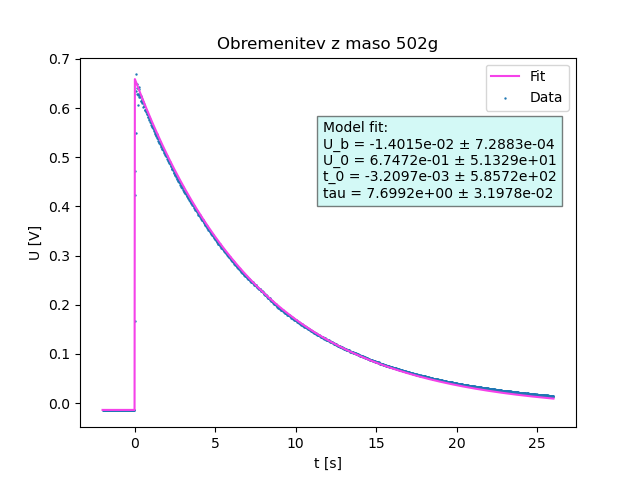 Obremenitev z maso 502g
Fit
Data
Model fit:
U_b = -1.4015e-02 ± 7.2883e-04
U_0 = 6.7472e-01 ± 5.1329e+01
t_0 = -3.2097e-03 ± 5.8572e+02
tau = 7.6992e+00 ± 3.1978e-02
U [V]
0.7
0.6
0.5
0.4
0.3
0.2
0.1
0.0
0
5
10
15
20
25
t [s]